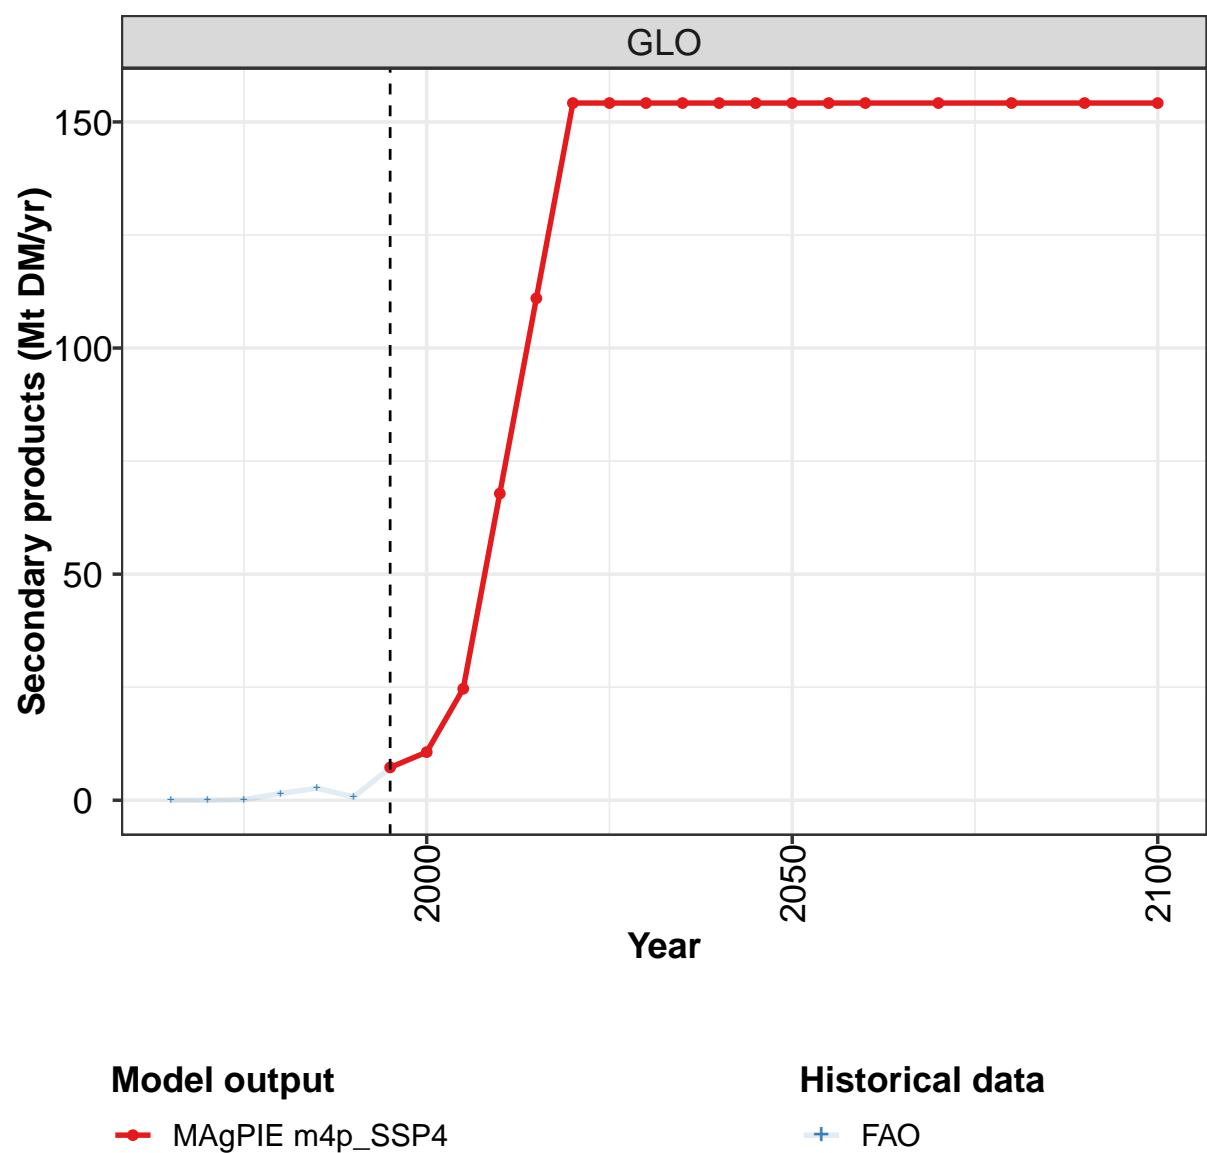 GLO
Secondary products (Mt DM/yr)
150
100
50
0
2000
2050
2100
Year
Model output
MAgPIE m4p_SSP4
Historical data
FAO